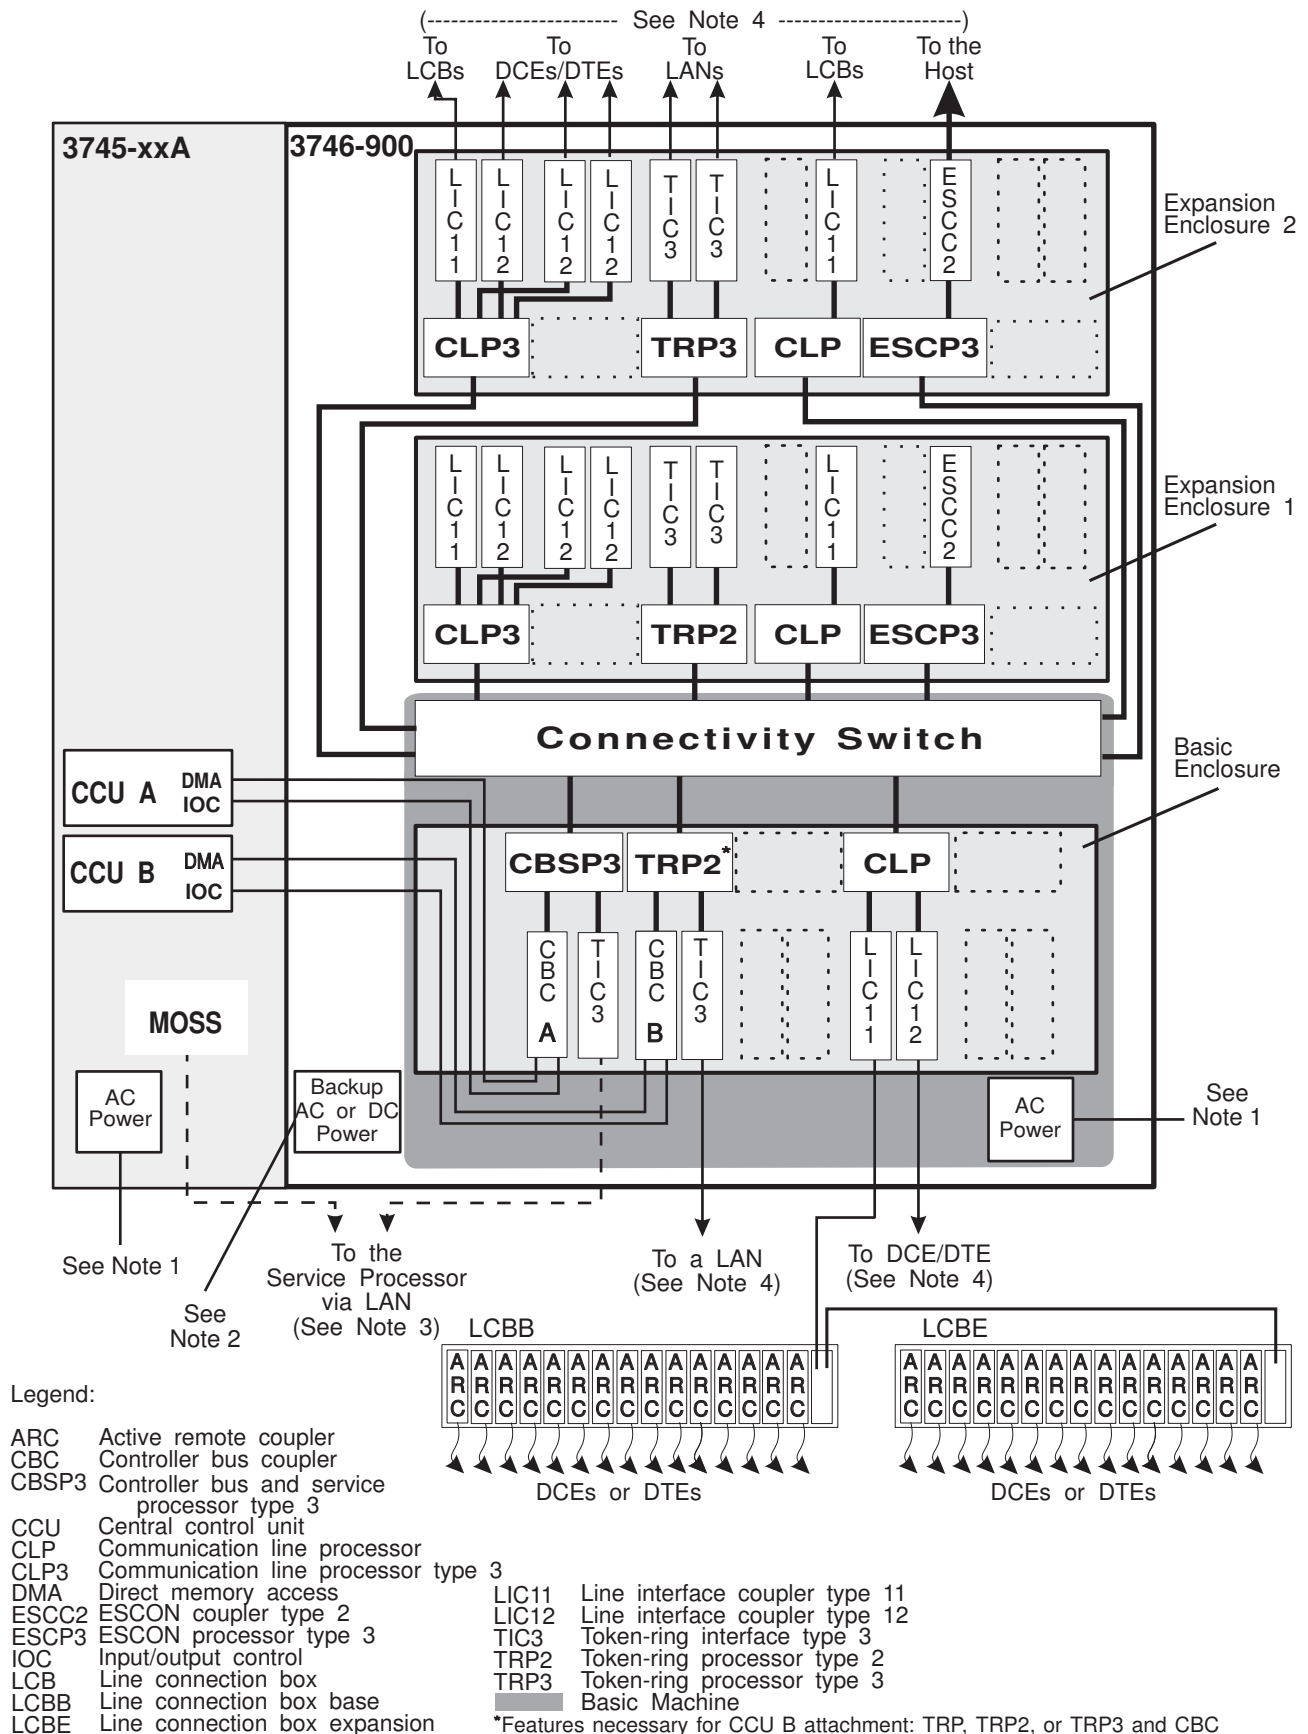 (----------------------- See Note 4 ----------------------)
To
LCBs
To
DCEs/DTEs
To
LANs
To
LCBs
To the
Host
3745-xxA
3746-900
LIC11
LIC12
LIC12
LIC12
TIC3
TIC3
LIC11
ESCC2
Expansion
Enclosure 2
CLP3
TRP3
CLP
ESCP3
LIC11
LIC12
LIC12
LIC12
TIC3
TIC3
LIC11
ESCC2
Expansion
Enclosure 1
CLP3
TRP2
CLP
ESCP3
Connectivity Switch
Basic
Enclosure
CCU A
DMA
IOC
CCU B
DMA
IOC
CBSP3
TRP2*
CLP
CBC A
TIC3
CBC B
TIC3
LIC11
LIC12
MOSS
AC
Power
Backup
AC or DC
Power
AC
Power
See
Note 1
See Note 1
See
Note 2
To the
Service Processor
via LAN
(See Note 3)
To a LAN
(See Note 4)
To DCE/DTE
(See Note 4)
LCBB
ARC ARC ARC ARC ARC ARC ARC ARC ARC ARC ARC ARC ARC ARC ARC
DCEs or DTEs
LCBE
ARC ARC ARC ARC ARC ARC ARC ARC ARC ARC ARC ARC ARC ARC ARC
DCEs or DTEs
Legend:
ARC Active remote coupler
CBC Controller bus coupler
CBSP3 Controller bus and service
processor type 3
CCU Central control unit
CLP Communication line processor
CLP3 Communication line processor type 3
DMA Direct memory access
ESCC2 ESCON coupler type 2
ESCP3 ESCON processor type 3
IOC Input/output control
LCB Line connection box
LCBB Line connection box base
LCBE Line connection box expansion
LIC11 Line interface coupler type 11
LIC12 Line interface coupler type 12
TIC3 Token-ring interface type 3
TRP2 Token-ring processor type 2
TRP3 Token-ring processor type 3
Basic Machine
*Features necessary for CCU B attachment: TRP, TRP2, or TRP3 and CBC